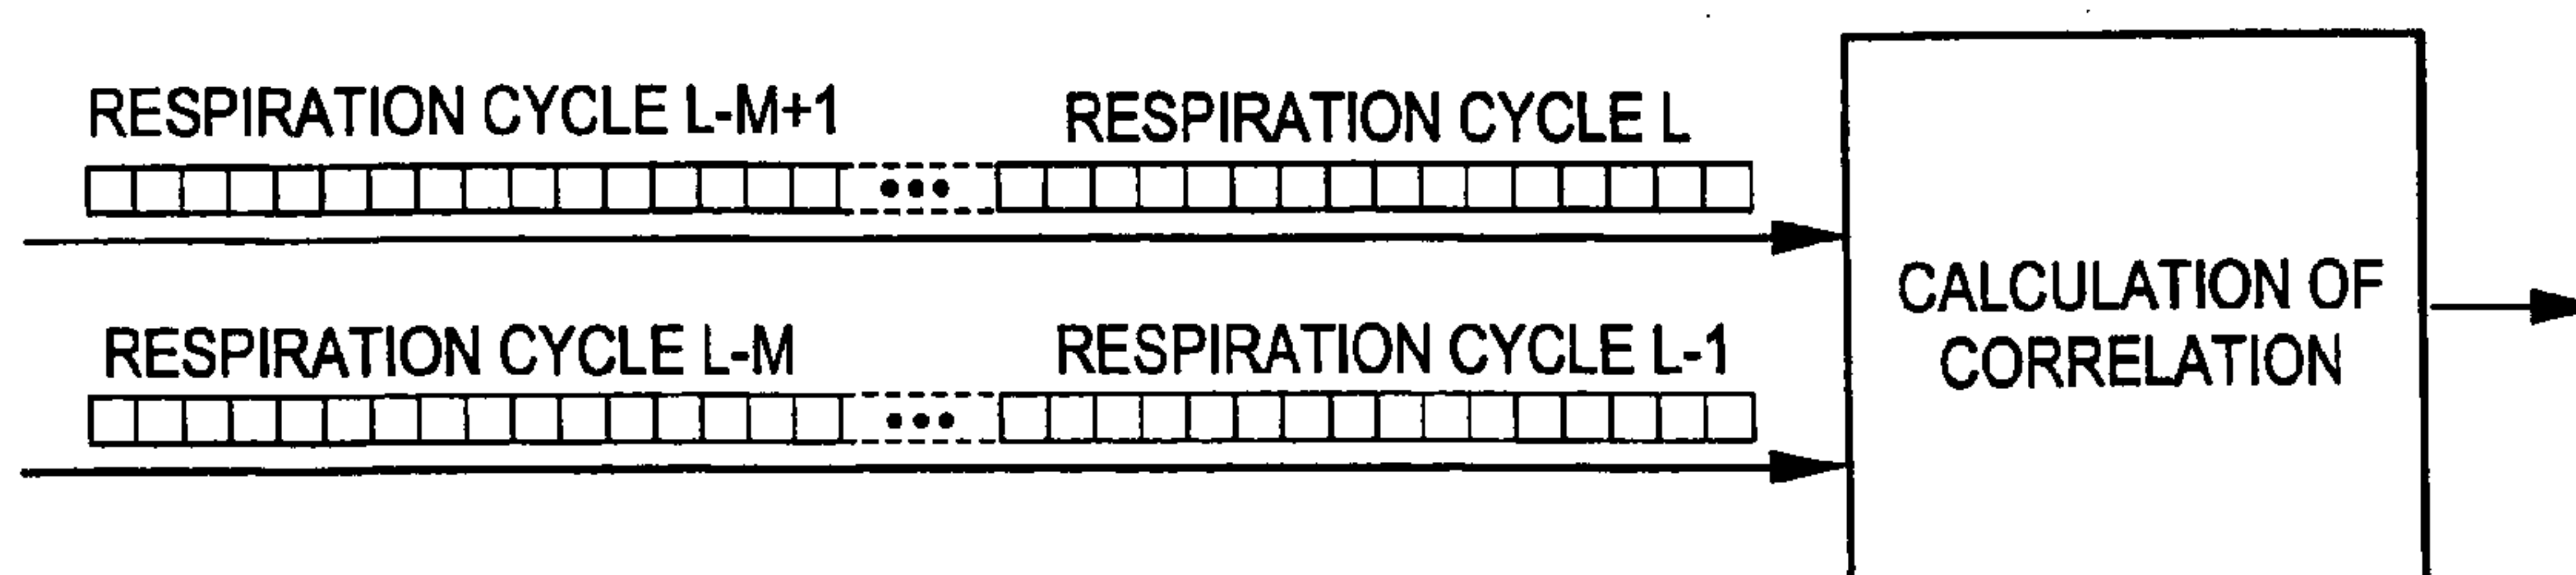 RESPIRATION CYCLE L-M+1
RESPIRATION CYCLE L
RESPIRATION CYCLE L-M
RESPIRATION CYCLE L-1
CALCULATION OF
CORRELATION